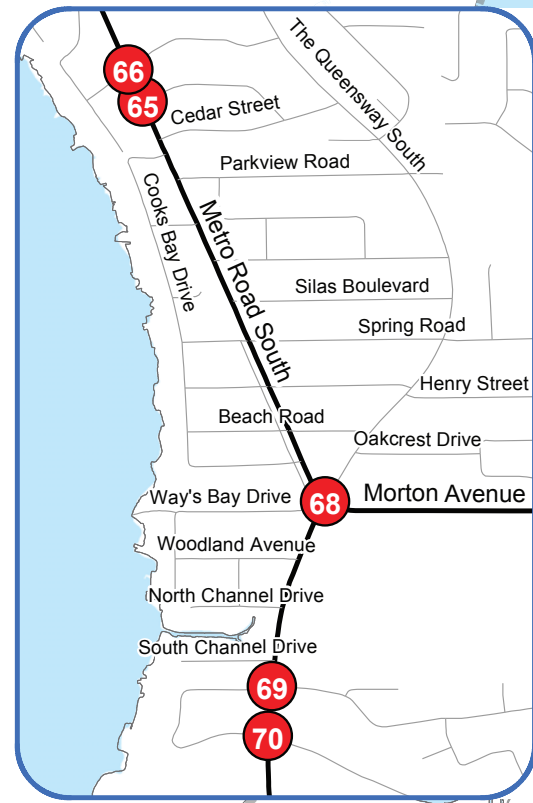 66
65
Cedar Street
The Queensway South
Parkview Road
Cooks Bay Drive
Metro Road South
Silas Boulevard
Spring Road
Henry Street
Beach Road
Oakcrest Drive
Way's Bay Drive
68
Morton Avenue
Woodland Avenue
North Channel Drive
South Channel Drive
69
70